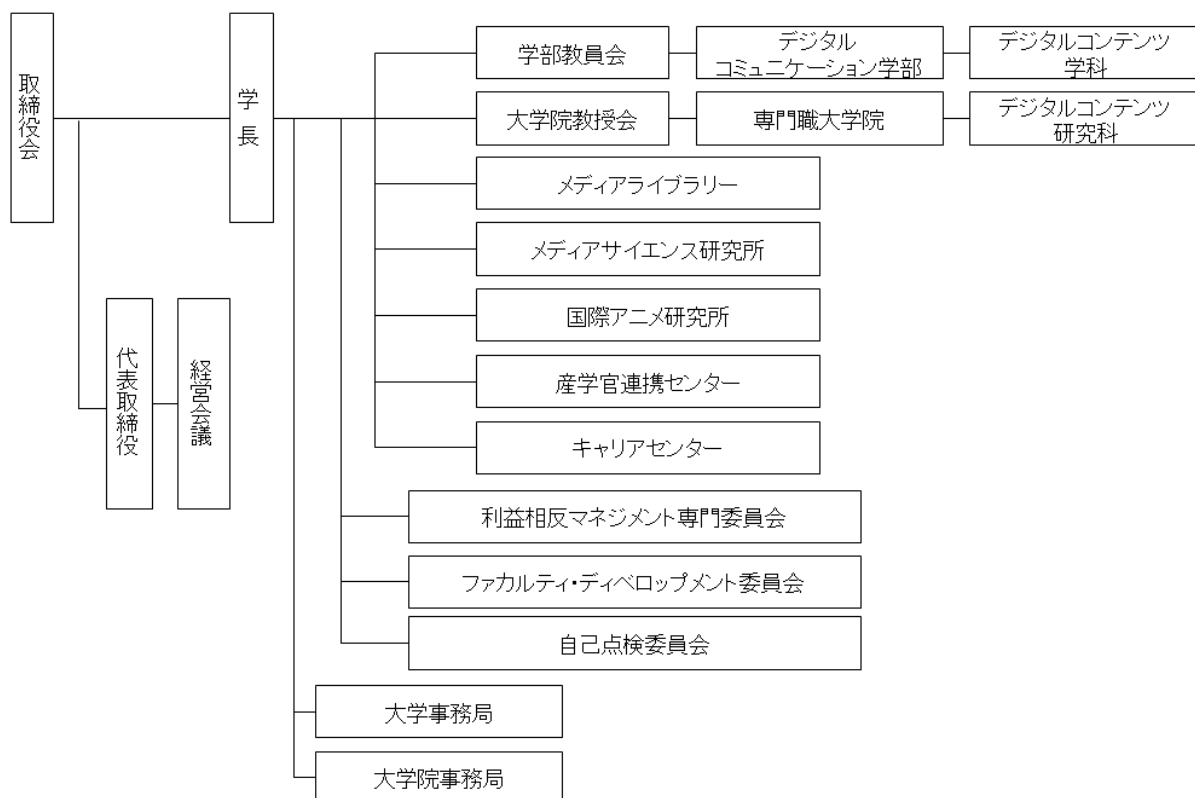 取締役会
学長
学部教員会
デジタル
コミュニケーション学部
デジタルコンテンツ
学科
大学院教授会
専門職大学院
デジタルコンテンツ
研究科
メディアライブラリー
メディアサイエンス研究所
国際アニメ研究所
産学官連携センター
キャリアセンター
代表取締役
経営会議
利益相反マネジメント専門委員会
ファカルティ・ディベロップメント委員会
自己点検委員会
大学事務局
大学院事務局